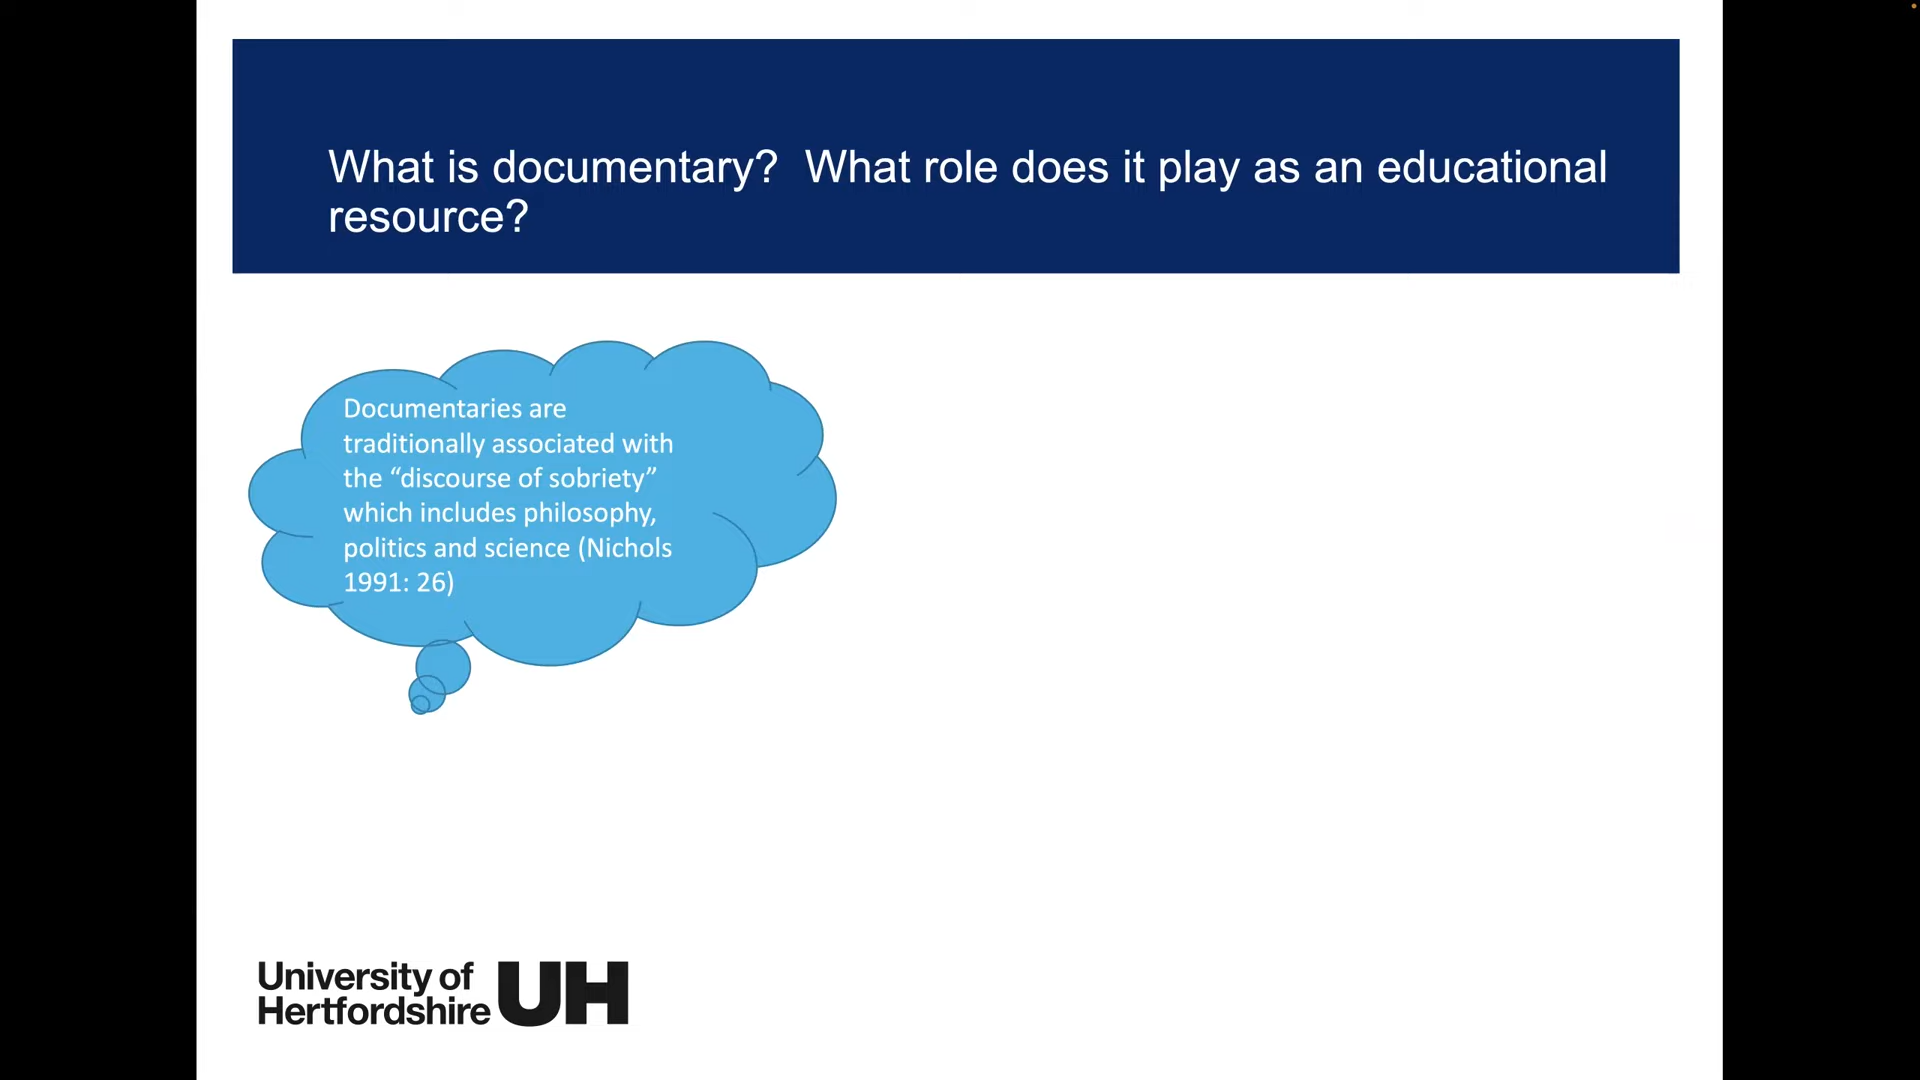 What is documentary?  What role does it play as an educational
resource?
Documentaries are
traditionally associated with
the “discourse of sobriety”
which includes philosophy,
politics and science (Nichols
1991: 26)
University of
Hertfordshire UH